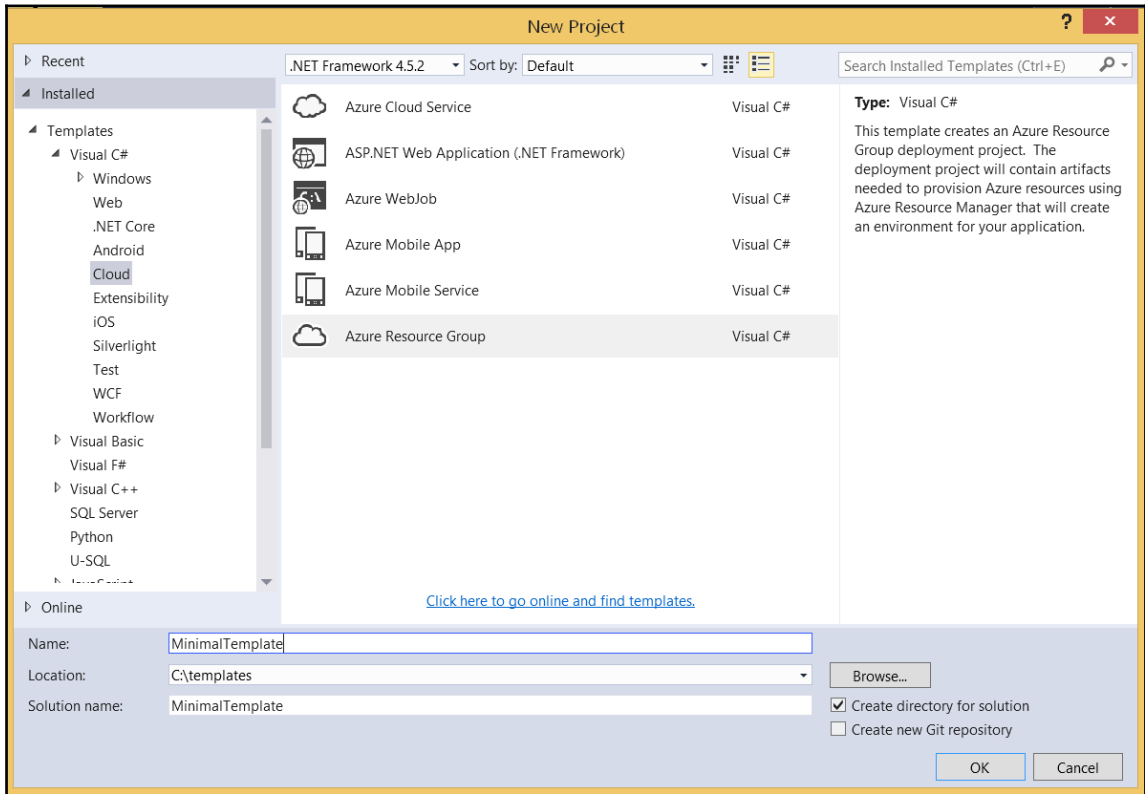 New Project
?
Recent
Installed
Templates
Visual C#
Windows
Web
.NET Core
Android
Cloud
Extensibility
iOS
Silverlight
Test
WCF
Workflow
Visual Basic
Visual F#
Visual C++
SQL Server
Python
U-SQL
JavaScript
Online
.NET Framework 4.5.2 Sort by: Default
Azure Cloud Service Visual C#
ASP.NET Web Application (.NET Framework) Visual C#
Azure WebJob Visual C#
Azure Mobile App Visual C#
Azure Mobile Service Visual C#
Azure Resource Group Visual C#
Click here to go online and find templates.
Search Installed Templates (Ctrl+E)
Type: Visual C#
This template creates an Azure Resource
Group deployment project. The
deployment project will contain artifacts
needed to provision Azure resources using
Azure Resource Manager that will create
an environment for your application.
Name: MinimalTemplate
Location: C:\templates Browse...
Solution name: MinimalTemplate
Create directory for solution
Create new Git repository
OK Cancel